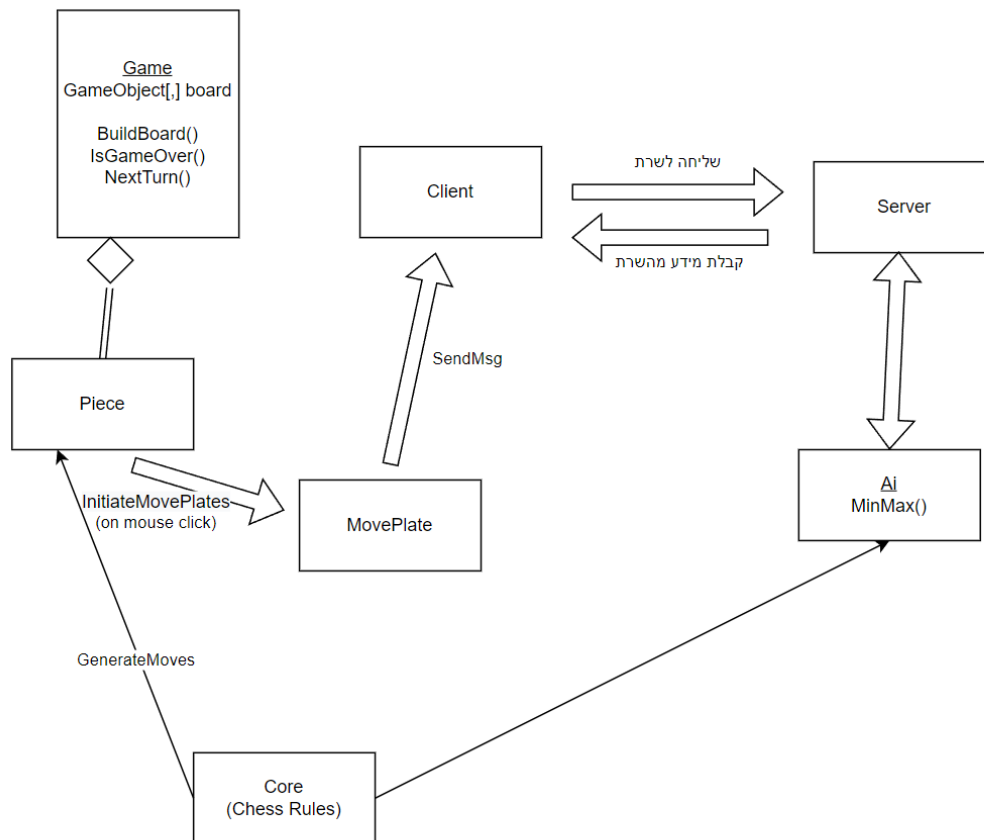 Game
GameObject[,] board
BuildBoard()
IsGameOver()
NextTurn()
Client
שליחה לשרת
Server
קבלת מידע מהשרת
SendMsg
Piece
InitiateMovePlates
(on mouse click)
MovePlate
Ai
MinMax()
GenerateMoves
Core
(Chess Rules)